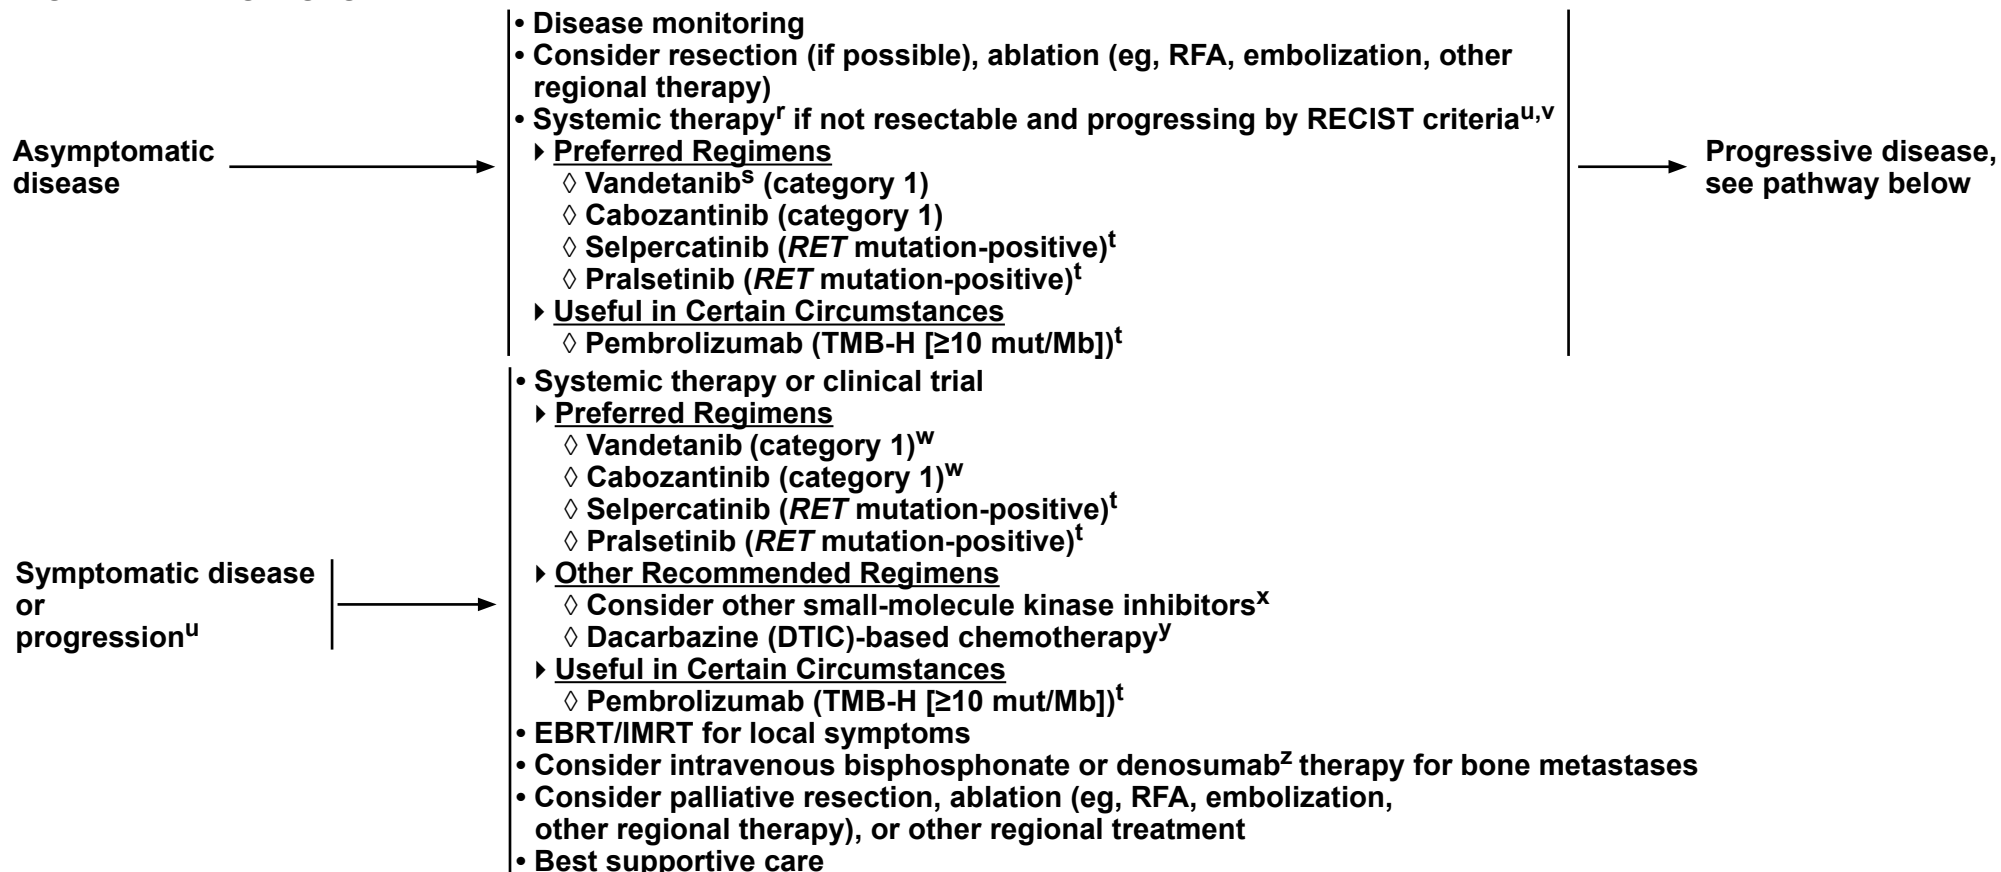 Asymptomatic
disease
• Disease monitoring
• Consider resection (if possible), ablation (eg, RFA, embolization, other
regional therapy)
• Systemic therapyʳ if not resectable and progressing by RECIST criteriaᵘ,ᵛ
▸ Preferred Regimens
◊ Vandetanibˢ (category 1)
◊ Cabozantinib (category 1)
◊ Selpercatinib (RET mutation-positive)ᵗ
◊ Pralsetinib (RET mutation-positive)ᵗ
▸ Useful in Certain Circumstances
◊ Pembrolizumab (TMB-H [≥10 mut/Mb])ᵗ
Progressive disease,
see pathway below
Symptomatic disease
or
progressionᵘ
• Systemic therapy or clinical trial
▸ Preferred Regimens
◊ Vandetanib (category 1)ʷ
◊ Cabozantinib (category 1)ʷ
◊ Selpercatinib (RET mutation-positive)ᵗ
◊ Pralsetinib (RET mutation-positive)ᵗ
▸ Other Recommended Regimens
◊ Consider other small-molecule kinase inhibitorsˣ
◊ Dacarbazine (DTIC)-based chemotherapyʸ
▸ Useful in Certain Circumstances
◊ Pembrolizumab (TMB-H [≥10 mut/Mb])ᵗ
• EBRT/IMRT for local symptoms
• Consider intravenous bisphosphonate or denosumabᶻ therapy for bone metastases
• Consider palliative resection, ablation (eg, RFA, embolization,
other regional therapy), or other regional treatment
• Best supportive care